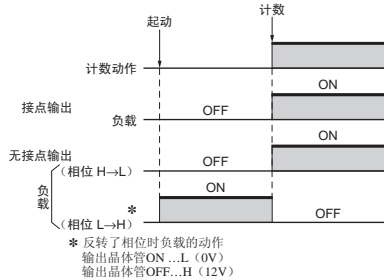 起动
计数
计数动作
ON
接点输出
负载
OFF
ON
无接点输出
（相位 H→L）
OFF
ON
负载
（相位 L→H）
*
OFF
* 反转了相位时负载的动作
输出晶体管ON …L（0V）
输出晶体管OFF…H（12V）